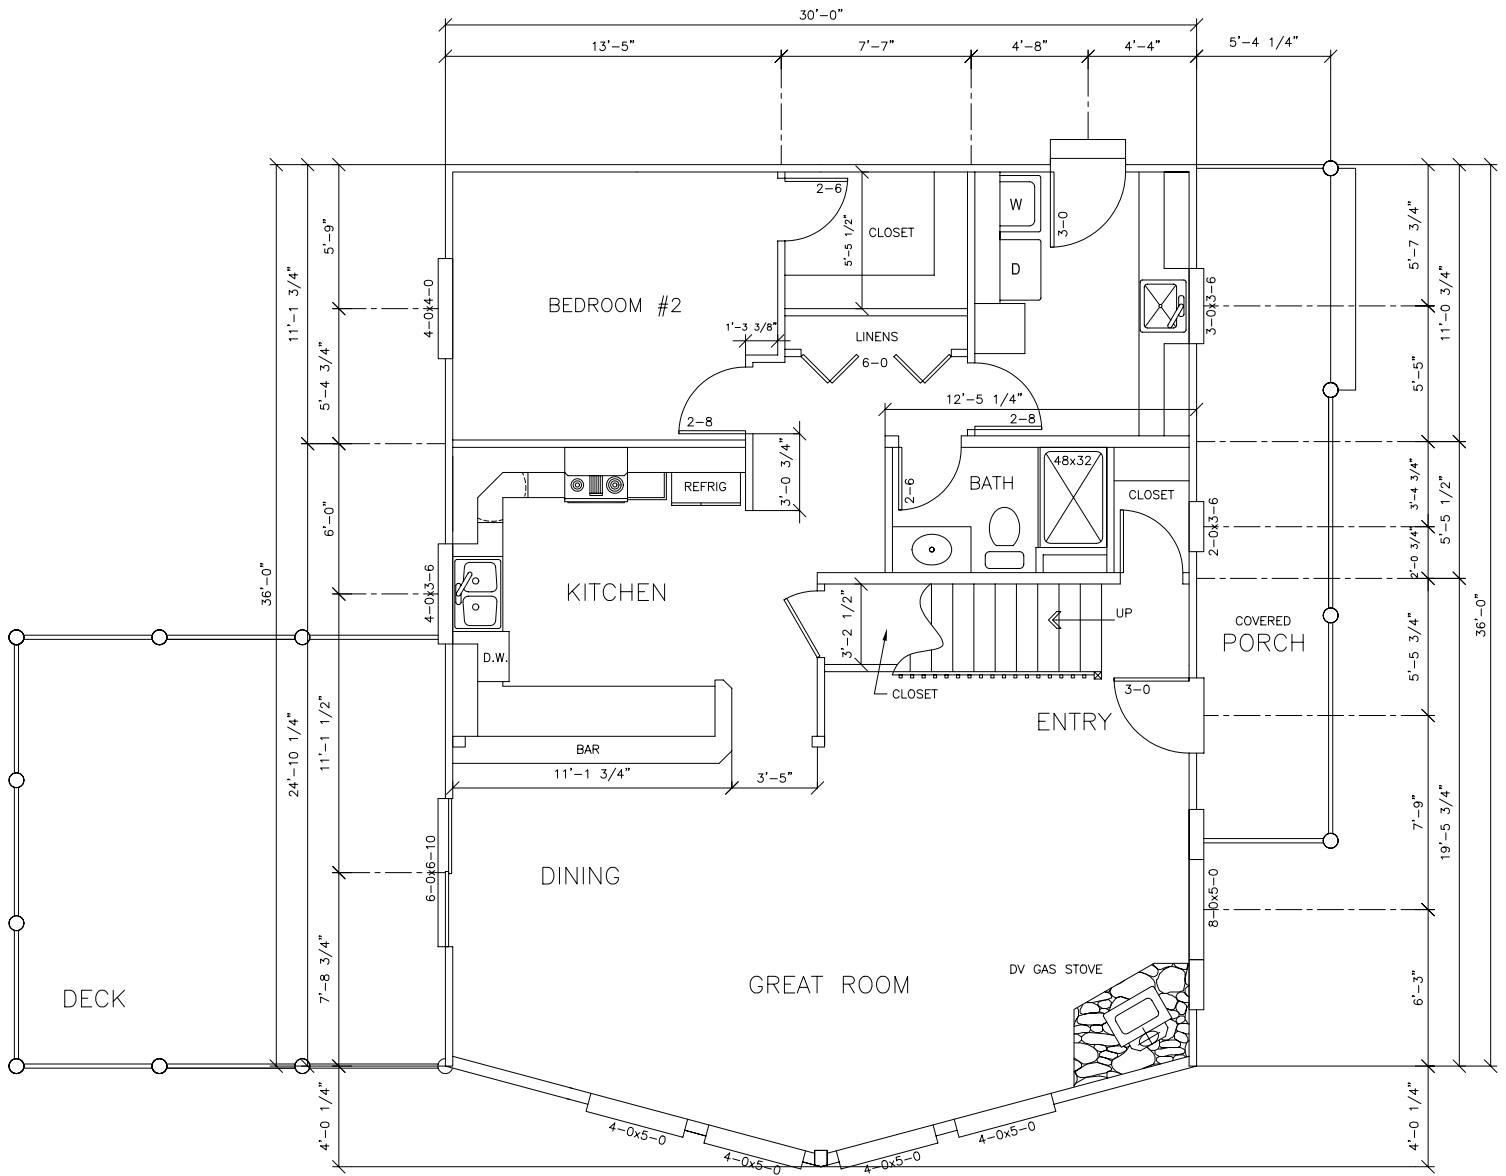 30'-0"
13'-5"
7'-7"
4'-8"
4'-4"
5'-4 1/4"
2-6
W
3-0
CLOSET
5'-5 1/2"
D
5'-9"
5'-7 3/4"
11'-1 3/4"
4-0x4-0
BEDROOM #2
1'-3 3/8"
LINENS
6-0
3-0x3-6
11'-0 3/4"
5'-4 3/4"
5'-5"
12'-5 1/4"
2-8
2-8
3'-0 3/4"
48x32
REFRIG
2-6
BATH
CLOSET
3'-4 3/4"
6'-0"
2-0x3-6
5'-5 1/2"
2'-0 3/4"
36'-0"
4-0x3-6
KITCHEN
3'-2 1/2"
UP
COVERED
PORCH
36'-0"
D.W.
CLOSET
3-0
5'-5 3/4"
ENTRY
11'-1 1/2"
24'-10 1/4"
BAR
11'-1 3/4"
3'-5"
7'-9"
19'-5 3/4"
6-0x6-10
DINING
8-0x5-0
DECK
7'-8 3/4"
GREAT ROOM
DV GAS STOVE
6'-3"
4'-0 1/4"
4-0x5-0
4-0x5-0
4-0x5-0
4-0x5-0
4'-0 1/4"